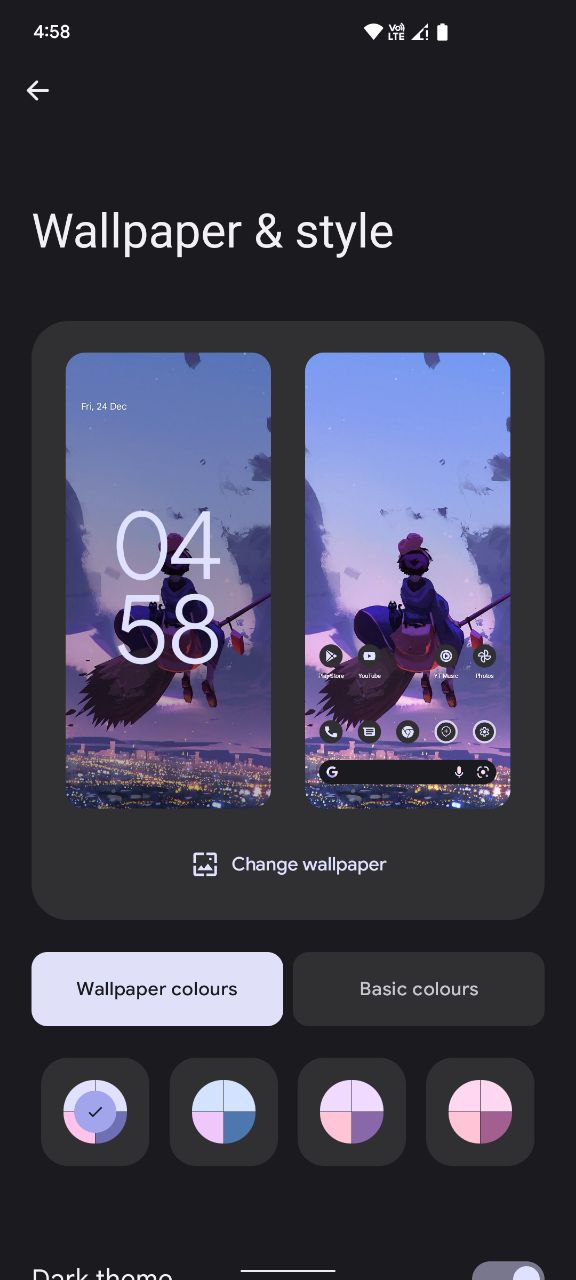 4:58
Vo))
LTE
Wallpaper & style
Fri, 24 Dec
04
58
Play Store
YouTube
YT Music
Photos
G
Change wallpaper
Wallpaper colours
Basic colours
Dark theme